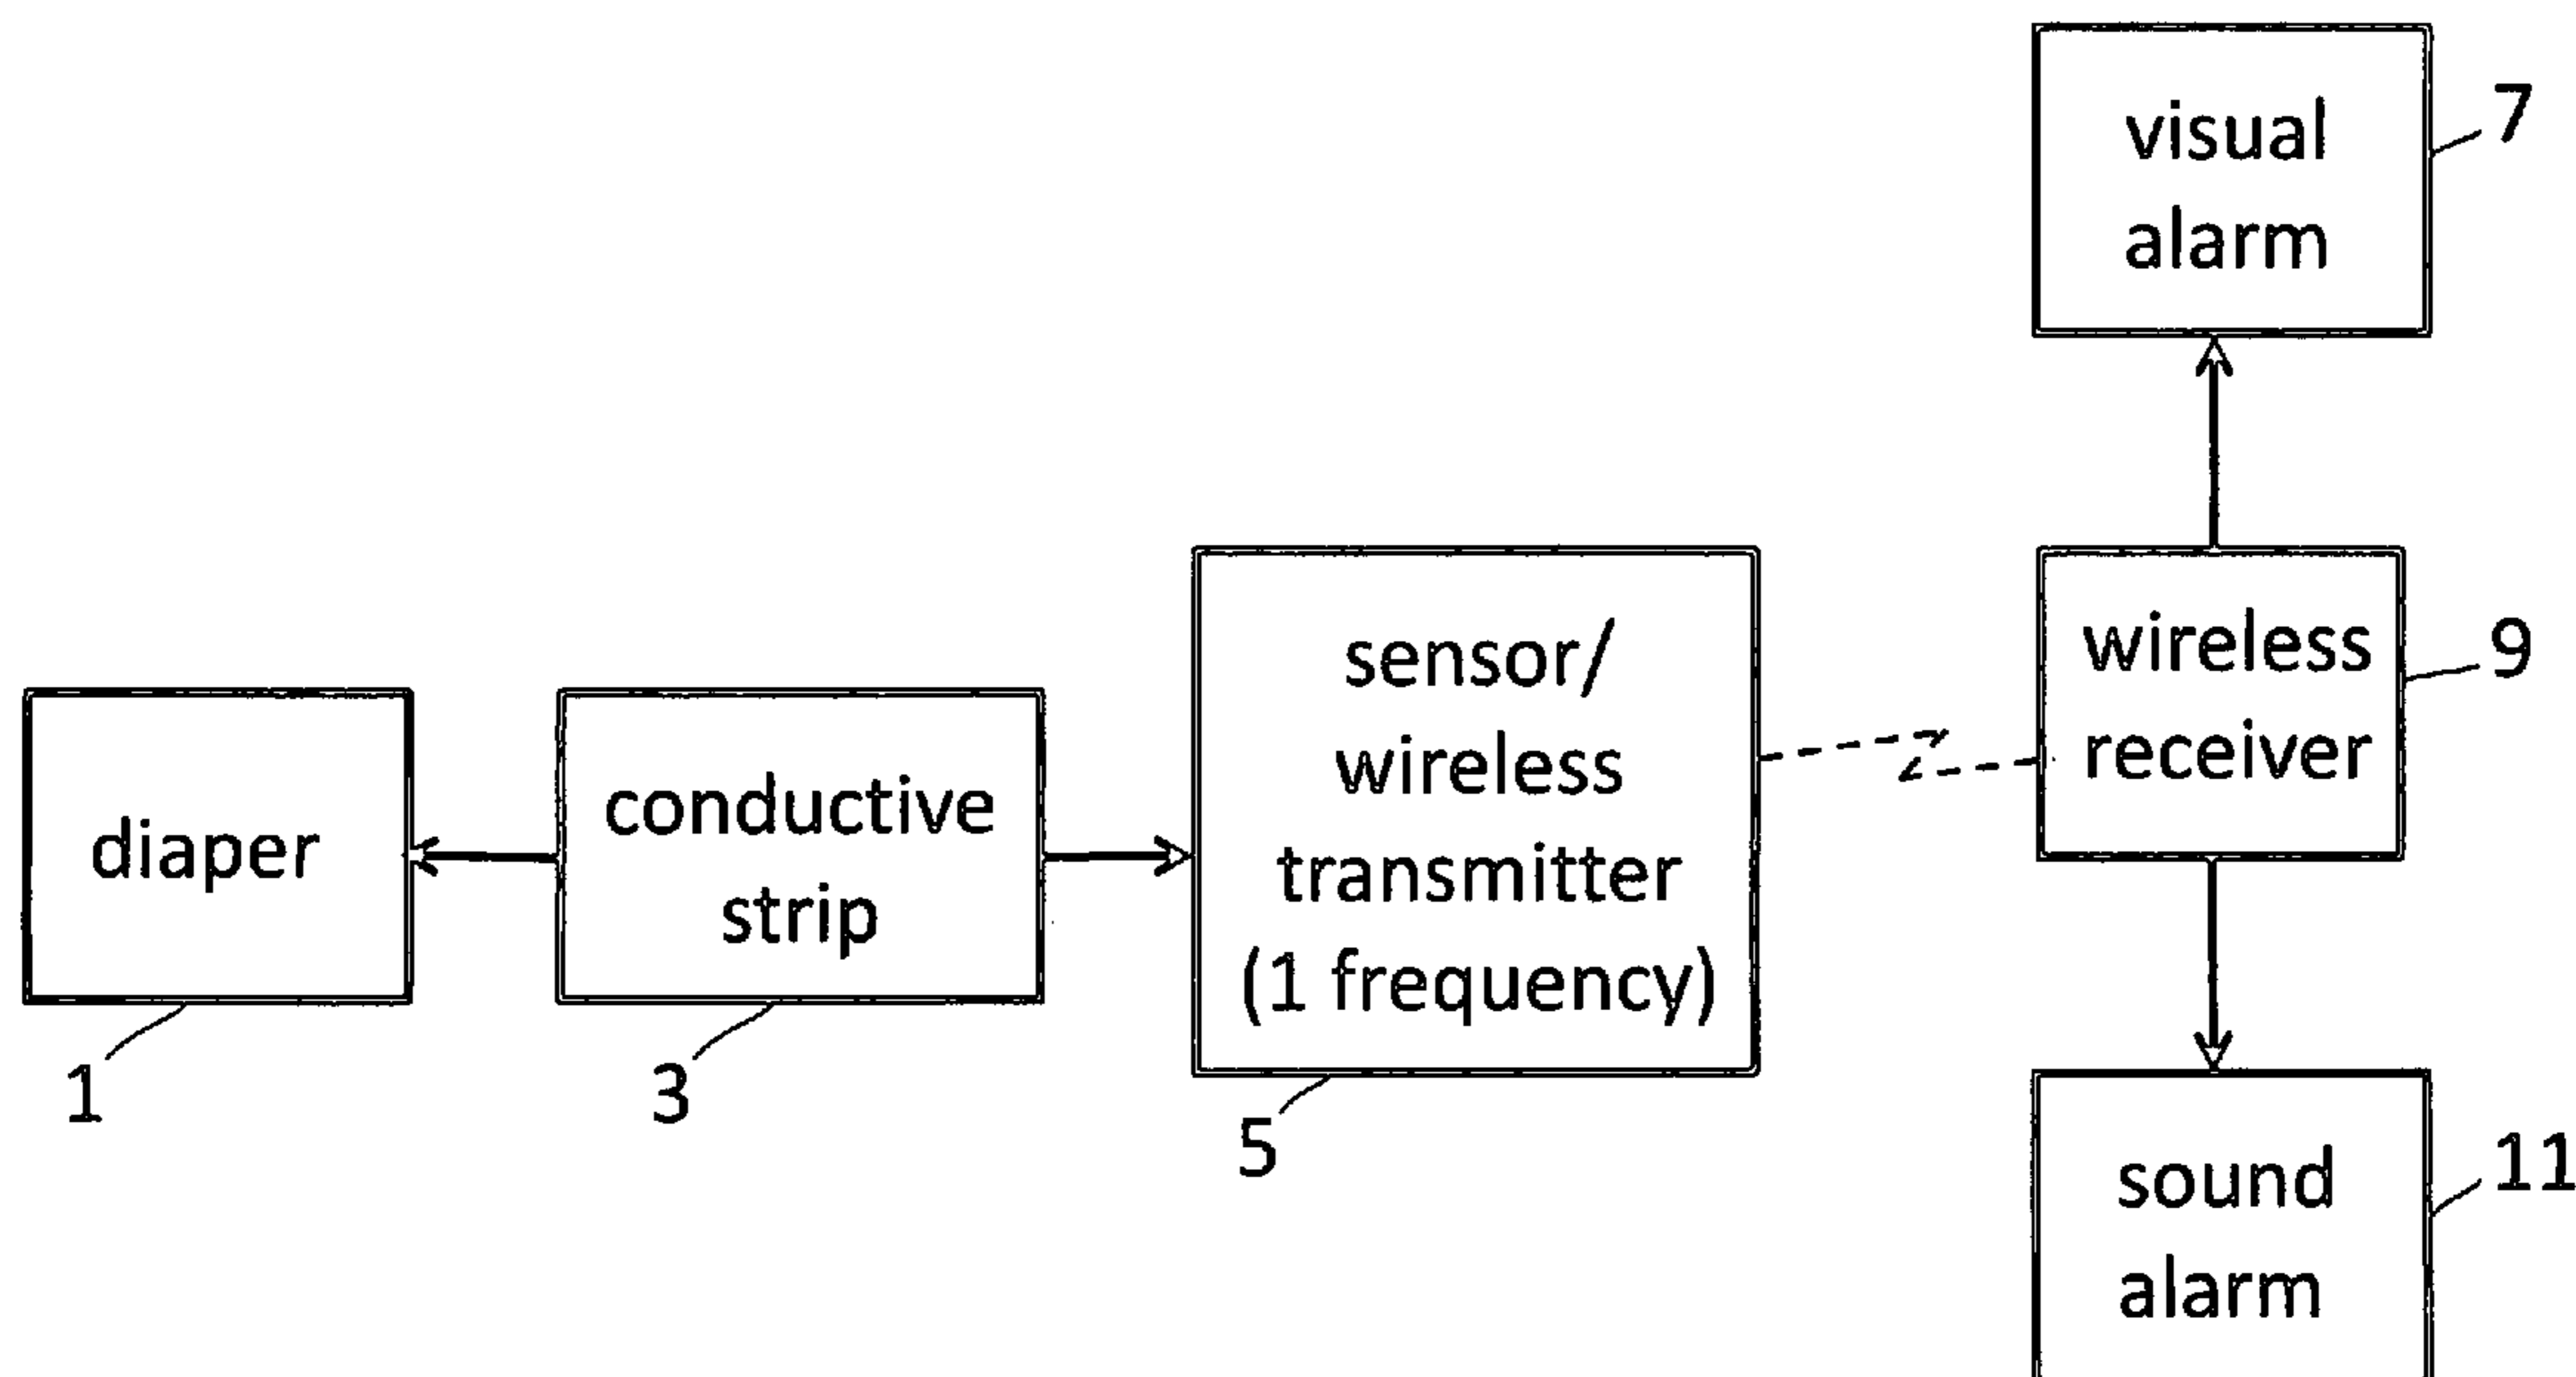 visual
alarm
7
wireless
receiver
9
sensor/
wireless
transmitter
(1 frequency)
5
conductive
strip
3
diaper
1
sound
alarm
11